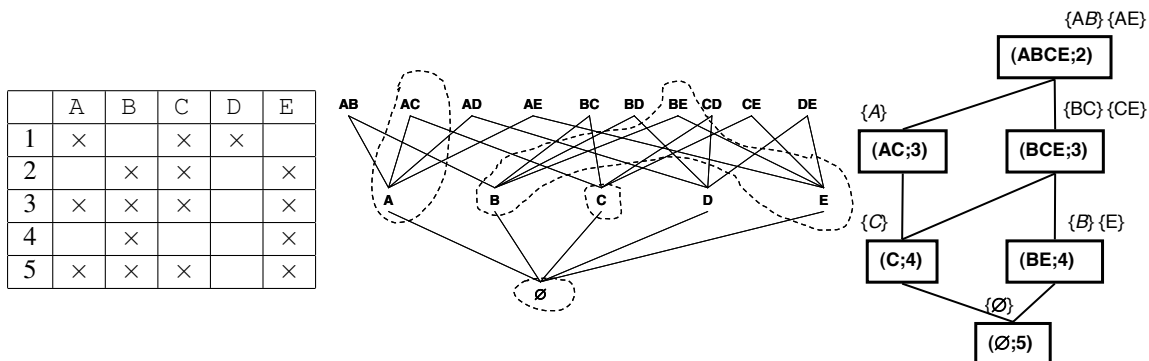 A B C D E
1 × × ×
2 × × ×
3 × × × ×
4 × ×
5 × × × ×
AB AC AD AE BC BD BE CD CE DE
A B C D E
Ø
{AB} {AE}
(ABCE;2)
{A} {BC} {CE}
(AC;3) (BCE;3)
{C} {B} {E}
(C;4) (BE;4)
{Ø}
(Ø;5)